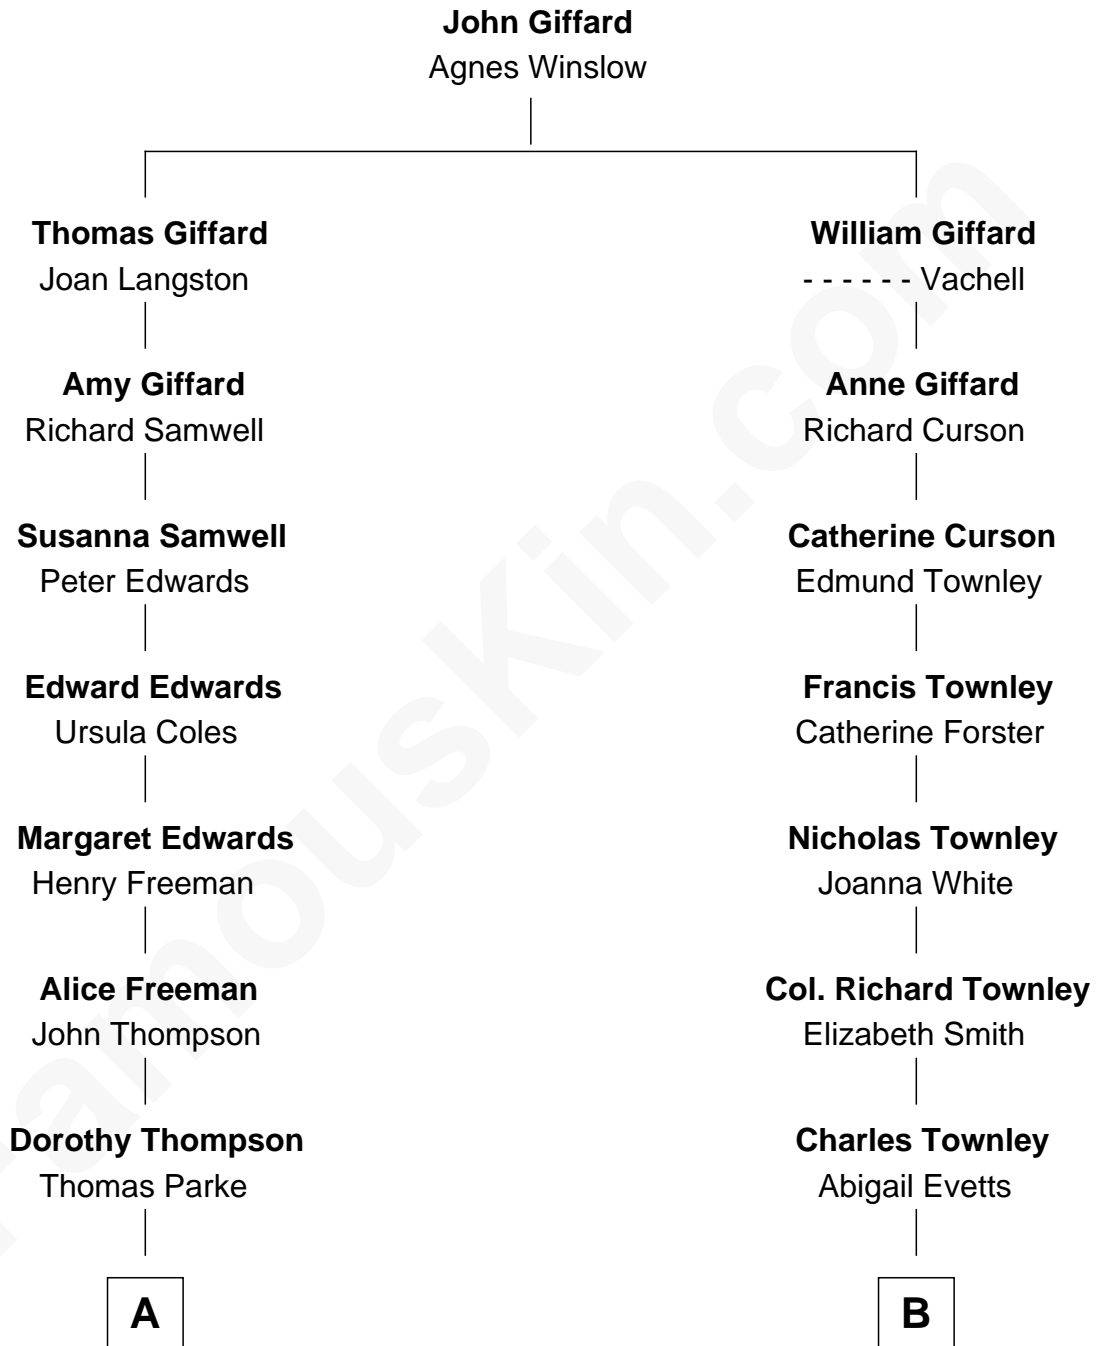 John Giffard
Agnes Winslow
Thomas Giffard
Joan Langston
Amy Giffard
Richard Samwell
Susanna Samwell
Peter Edwards
Edward Edwards
Ursula Coles
Margaret Edwards
Henry Freeman
Alice Freeman
John Thompson
Dorothy Thompson
Thomas Parke
A
William Giffard
- - - - - - Vachell
Anne Giffard
Richard Curson
Catherine Curson
Edmund Townley
Francis Townley
Catherine Forster
Nicholas Townley
Joanna White
Col. Richard Townley
Elizabeth Smith
Charles Townley
Abigail Evetts
B
FamousKin.com